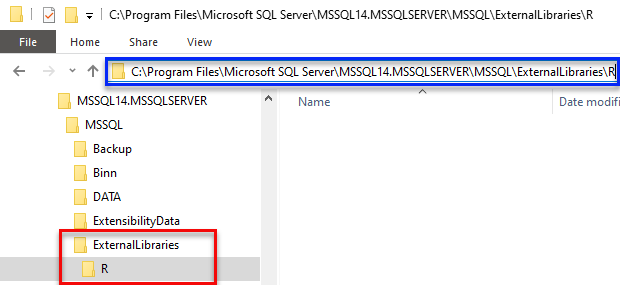 C:\Program Files\Microsoft SQL Server\MSSQL14.MSSQLSERVER\MSSQL\ExternalLibraries\R
File Home Share View
C:\Program Files\Microsoft SQL Server\MSSQL14.MSSQLSERVER\MSSQL\ExternalLibraries\R
MSSQL14.MSSQLSERVER
Name Date modifi
MSSQL
Backup
Binn
DATA
ExtensibilityData
ExternalLibraries
R